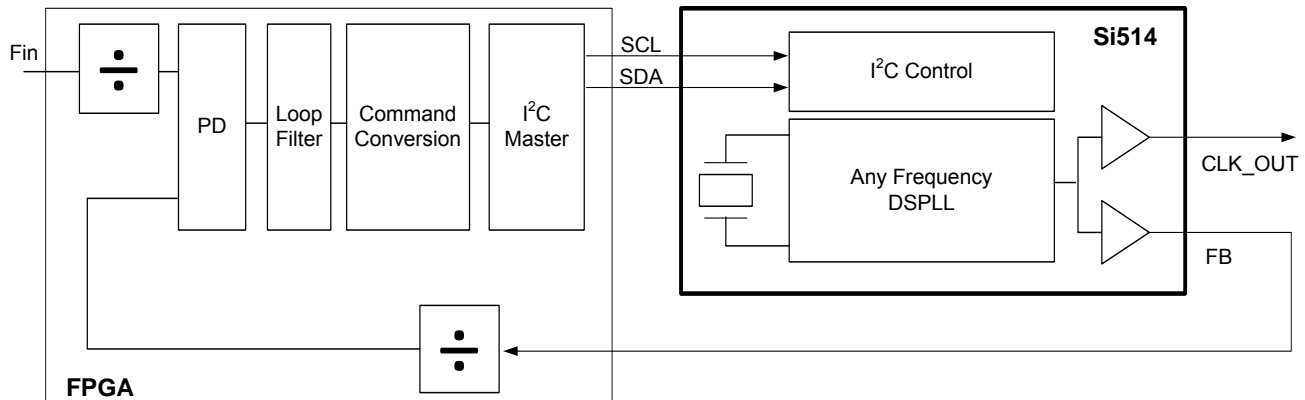 Fin
÷
PD
Loop
Filter
Command
Conversion
I²C
Master
SCL
SDA
Si514
I²C Control
Any Frequency
DSPLL
CLK_OUT
FB
÷
FPGA